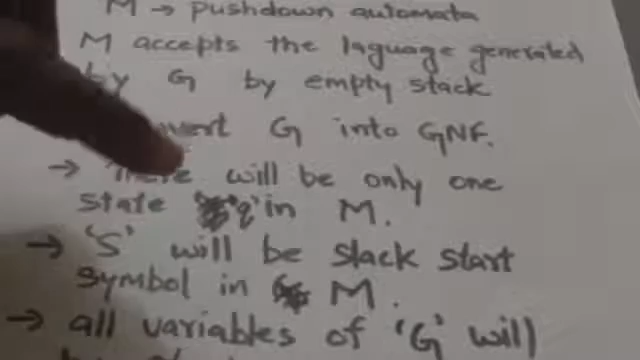 M → pushdown automata
M accepts the laguage generated
by G by empty stack
G into GNF.
→ There will be only one
state 'q' in M.
→ 'S' will be stack start
symbol in M.
→ all variables of 'G' will